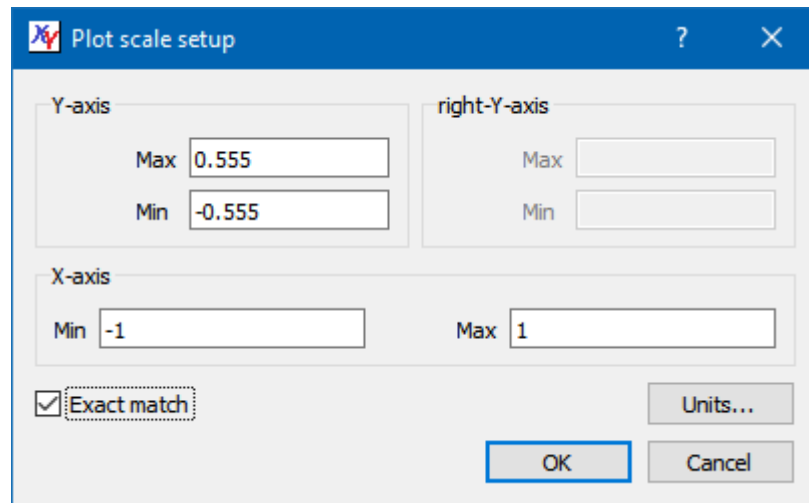 XY Plot scale setup ? ×
Y-axis
Max 0.555
Min -0.555
right-Y-axis
Max
Min
X-axis
Min -1 Max 1
Exact match Units...
OK Cancel